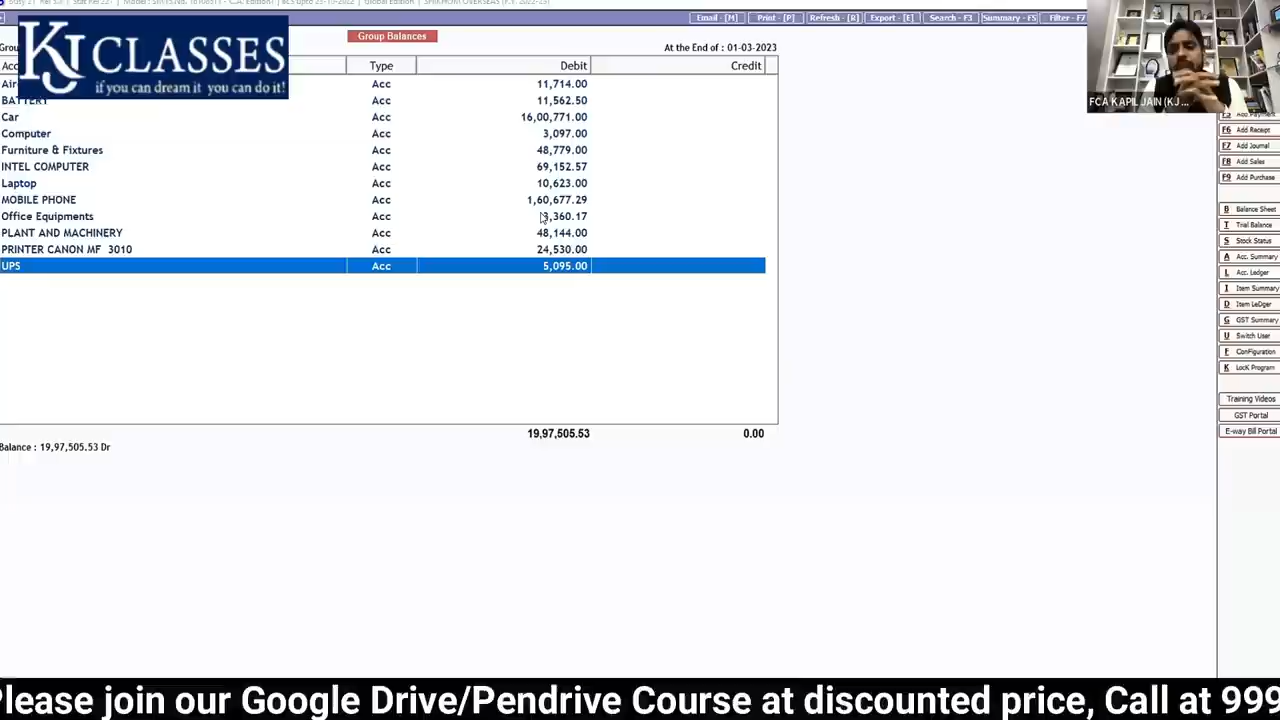 Email - [M] Print - [P] Refresh - [R] Export - [E] Search - F3 Summary - F5 Filter - F7
KJ CLASSES
if you can dream it you can do it!
Group Balances
At the End of : 01-03-2023
Type Debit Credit
Acc 11,714.00
BATTERY Acc 11,562.50
Car Acc 16,00,771.00
Computer Acc 3,097.00
Furniture & Fixtures Acc 48,779.00
INTEL COMPUTER Acc 69,152.57
Laptop Acc 10,623.00
MOBILE PHONE Acc 1,60,677.29
Office Equipments Acc 3,360.17
PLANT AND MACHINERY Acc 48,144.00
PRINTER CANON MF 3010 Acc 24,530.00
UPS Acc 5,095.00
19,97,505.53 0.00
Balance : 19,97,505.53 Dr
FCA KAPIL JAIN (KJ ...
F6 Add Receipt
F7 Add Journal
F8 Add Sales
F9 Add Purchase
B Balance Sheet
T Trial Balance
S Stock Status
A Acc. Summary
L Acc. Ledger
I Item Summary
D Item LeDger
G GST Summary
U Switch User
F ConFiguration
K LocK Program
Training Videos
GST Portal
E-way Bill Portal
Please join our Google Drive/Pendrive Course at discounted price, Call at 999